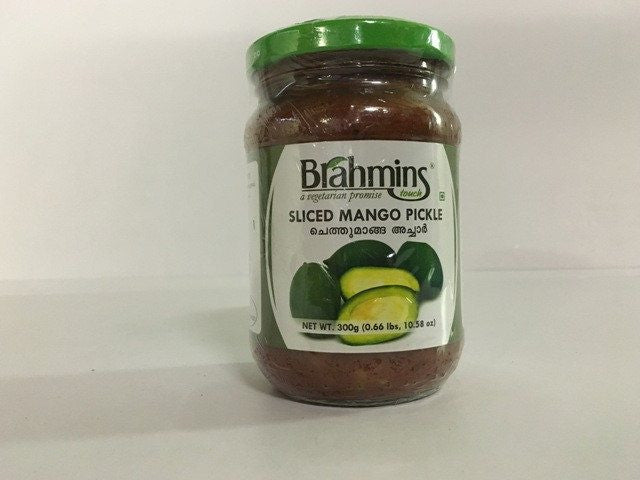 Brahmins®
touch
a vegetarian promise
SLICED MANGO PICKLE
ചെത്തുമാങ്ങ അച്ചാർ
NET WT. 300g (0.66 lbs, 10.58 oz)